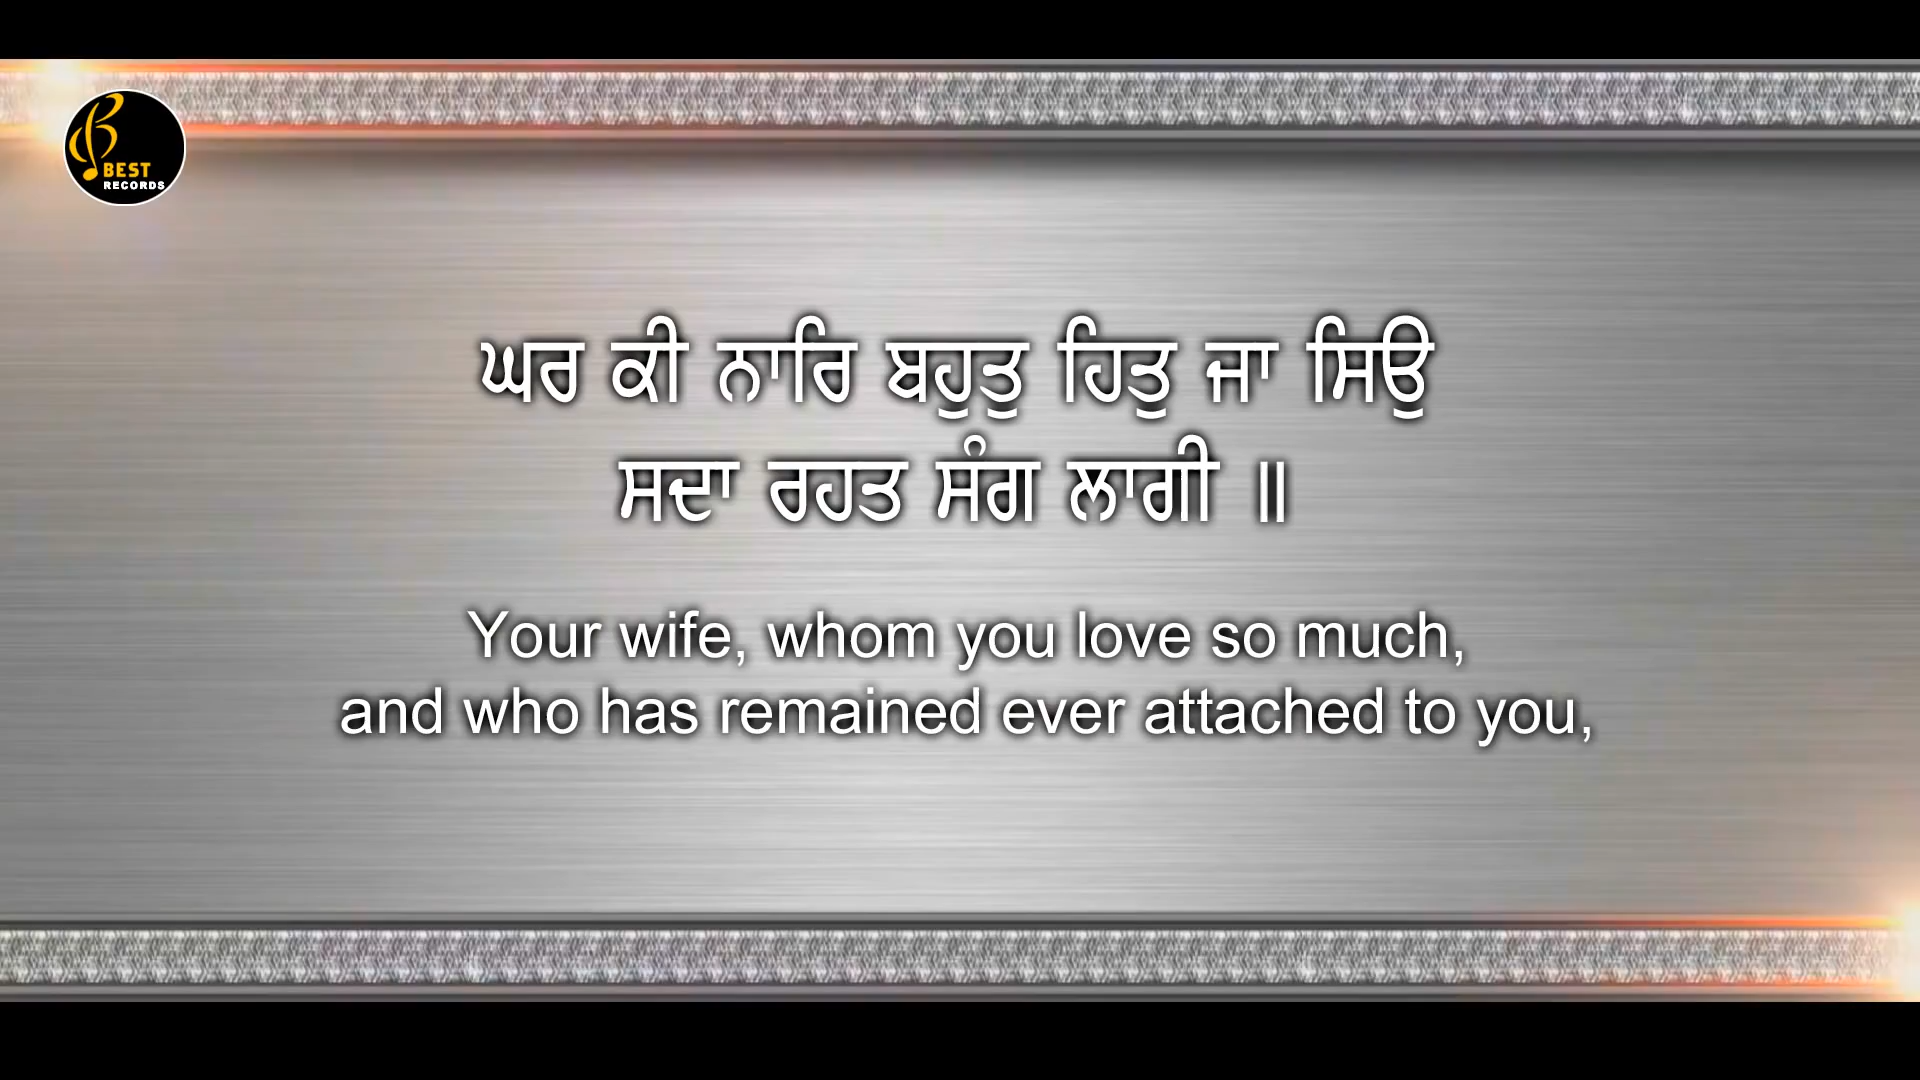 BEST
RECORDS
ਘਰ ਕੀ ਨਾਰਿ ਬਹੁਤੁ ਹਿਤੁ ਜਾ ਸਿਉ
ਸਦਾ ਰਹਤ ਸੰਗ ਲਾਗੀ ॥
Your wife, whom you love so much,
and who has remained ever attached to you,